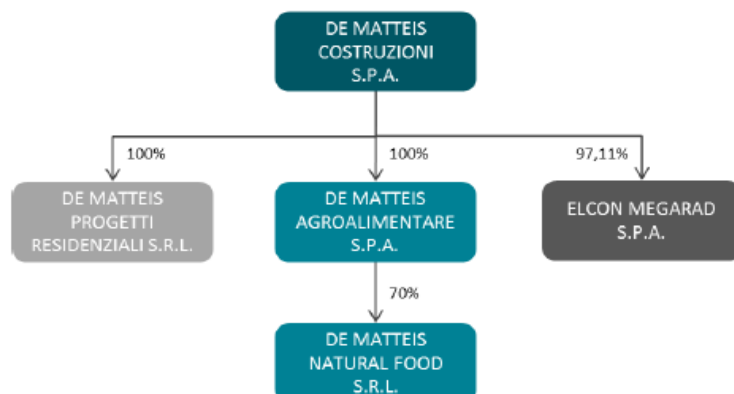 DE MATTEIS
COSTRUZIONI
S.P.A.
100%
100%
97,11%
DE MATTEIS
PROGETTI
RESIDENZIALI S.R.L.
DE MATTEIS
AGROALIMENTARE
S.P.A.
ELCON MEGARAD
S.P.A.
70%
DE MATTEIS
NATURAL FOOD
S.R.L.